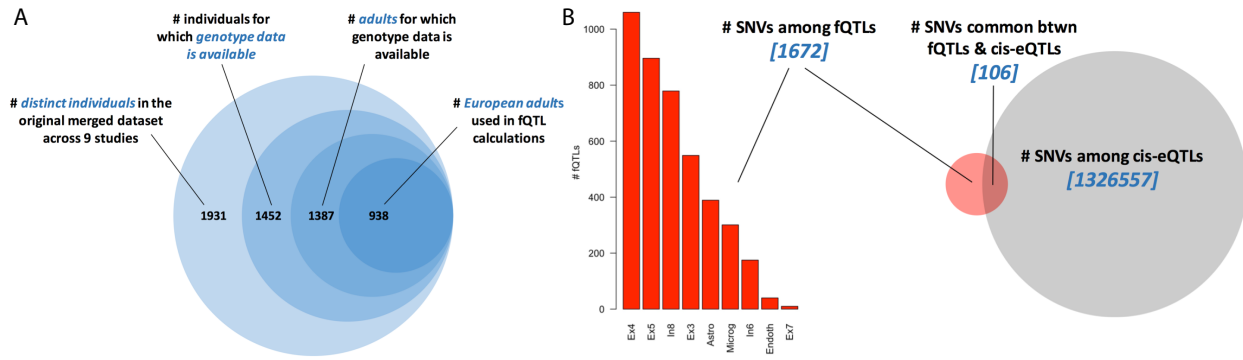 A
# individuals for
which genotype data
is available
# adults for which
genotype data is
available
# distinct individuals in the
original merged dataset
across 9 studies
# European adults
used in fQTL
calculations
1931
1452
1387
938
B
# SNVs among fQTLs
[1672]
# SNVs common btwn
fQTLs & cis-eQTLs
[106]
# SNVs among cis-eQTLs
[1326557]
# fQTLs
1000
800
600
400
200
0
Ex4
Ex5
In8
Ex3
Astro
Microg
In6
Endoth
Ex7